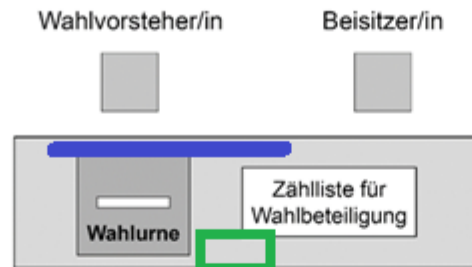 Wahlvorsteher/in
Beisitzer/in
Zählliste für
Wahlbeteiligung
Wahlurne